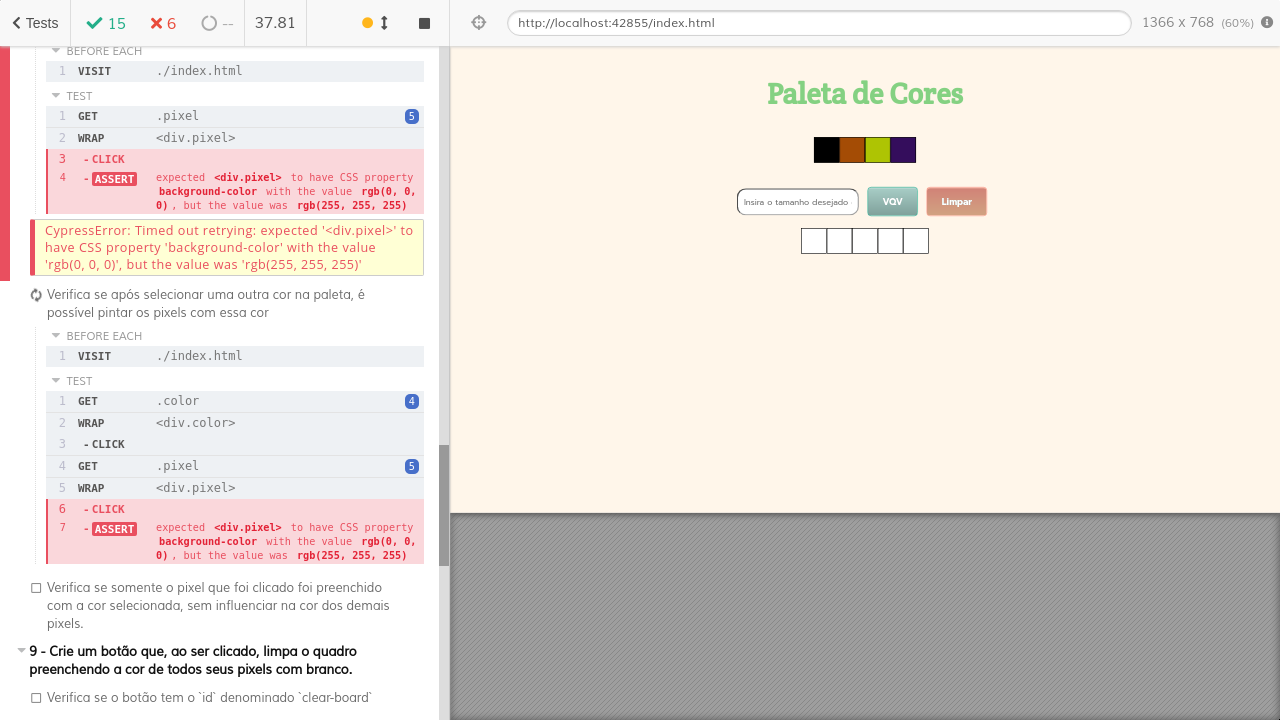 Tests
15
6
--
37.81
http://localhost:42855/index.html
1366 x 768 (60%)
BEFORE EACH
1 VISIT ./index.html
TEST
1 GET .pixel 5
2 WRAP <div.pixel>
3 - CLICK
4 - ASSERT expected <div.pixel> to have CSS property
background-color with the value rgb(0, 0,
0) , but the value was rgb(255, 255, 255)
CypressError: Timed out retrying: expected '<div.pixel>' to
have CSS property 'background-color' with the value
'rgb(0, 0, 0)', but the value was 'rgb(255, 255, 255)'
Verifica se após selecionar uma outra cor na paleta, é
possível pintar os pixels com essa cor
BEFORE EACH
1 VISIT ./index.html
TEST
1 GET .color 4
2 WRAP <div.color>
3 - CLICK
4 GET .pixel 5
5 WRAP <div.pixel>
6 - CLICK
7 - ASSERT expected <div.pixel> to have CSS property
background-color with the value rgb(0, 0,
0) , but the value was rgb(255, 255, 255)
Verifica se somente o pixel que foi clicado foi preenchido
com a cor selecionada, sem influenciar na cor dos demais
pixels.
9 - Crie um botão que, ao ser clicado, limpa o quadro
preenchendo a cor de todos seus pixels com branco.
Verifica se o botão tem o `id` denominado `clear-board`
Paleta de Cores
Insira o tamanho desejado
VQV
Limpar